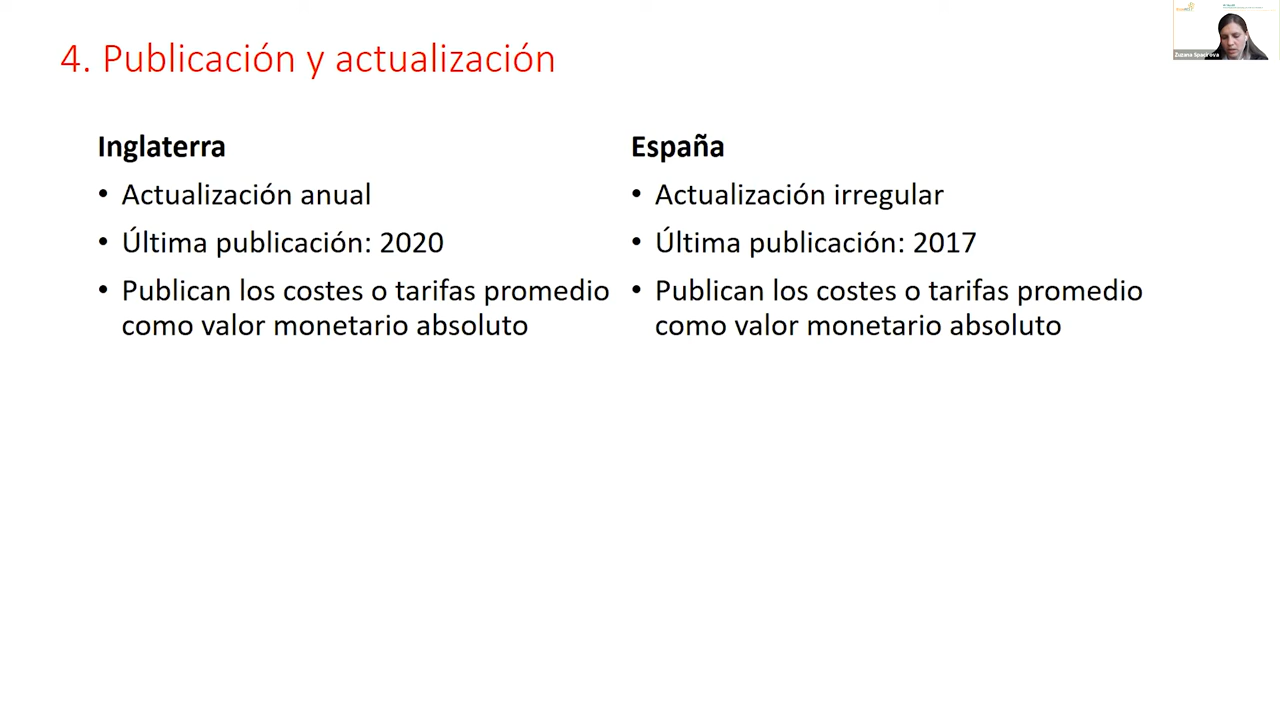 4. Publicación y actualización
Inglaterra
• Actualización anual
• Última publicación: 2020
• Publican los costes o tarifas promedio
como valor monetario absoluto
España
• Actualización irregular
• Última publicación: 2017
• Publican los costes o tarifas promedio
como valor monetario absoluto